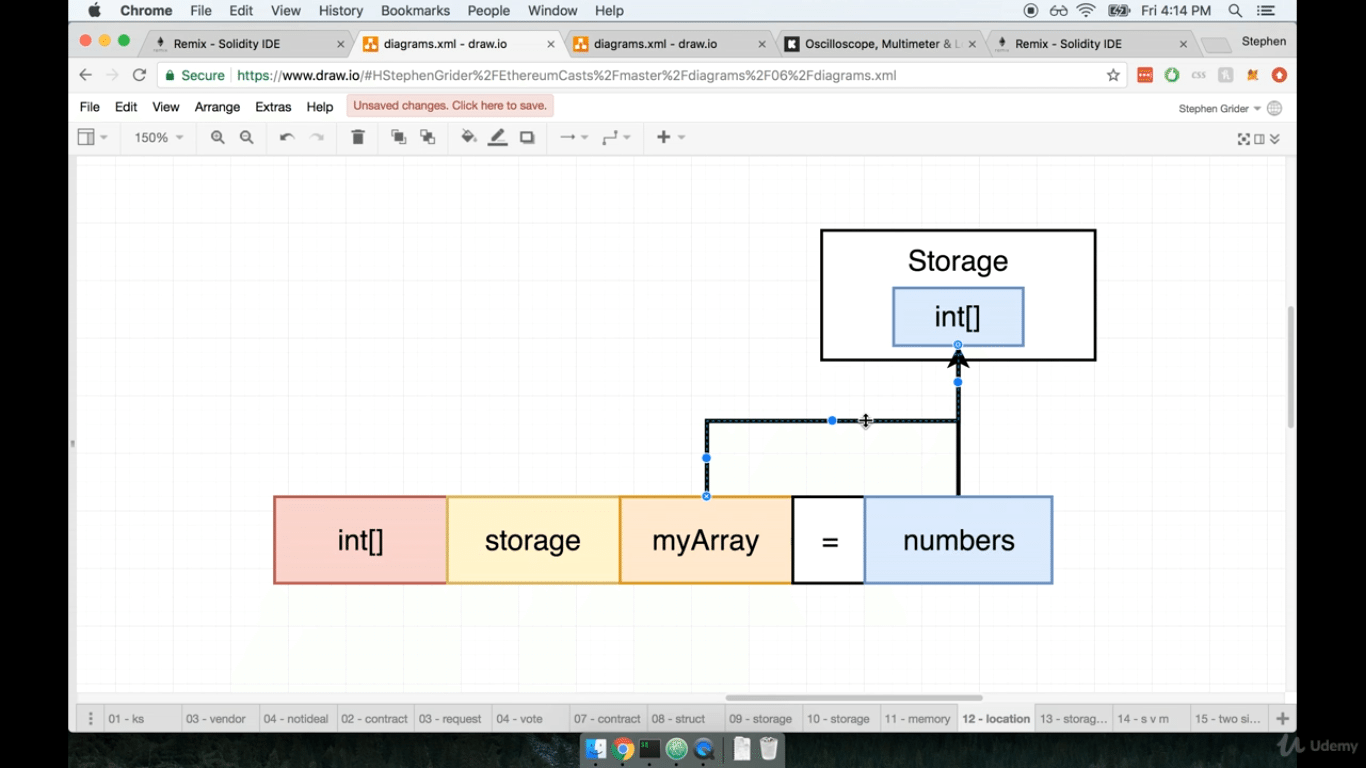 Chrome File Edit View History Bookmarks People Window Help Fri 4:14 PM
Remix - Solidity IDE diagrams.xml - draw.io diagrams.xml - draw.io Oscilloscope, Multimeter & L Remix - Solidity IDE Stephen
Secure https://www.draw.io/#HStephenGrider%2FEthereumCasts%2Fmaster%2Fdiagrams%2F06%2Fdiagrams.xml css
File Edit View Arrange Extras Help Unsaved changes. Click here to save. Stephen Grider
150%
Storage
int[]
int[] storage myArray = numbers
01 - ks 03 - vendor 04 - notideal 02 - contract 03 - request 04 - vote 07 - contract 08 - struct 09 - storage 10 - storage 11 - memory 12 - location 13 - storag... 14 - s v m 15 - two si...
Udemy